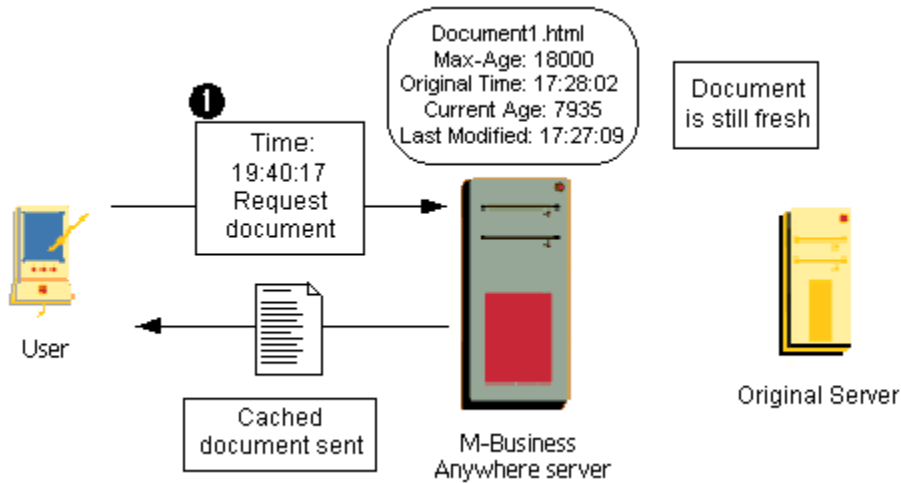 Document1.html
Max-Age: 18000
Original Time: 17:28:02
Current Age: 7935
Last Modified: 17:27:09
Document
is still fresh
1
Time:
19:40:17
Request
document
User
Cached
document sent
M-Business
Anywhere server
Original Server